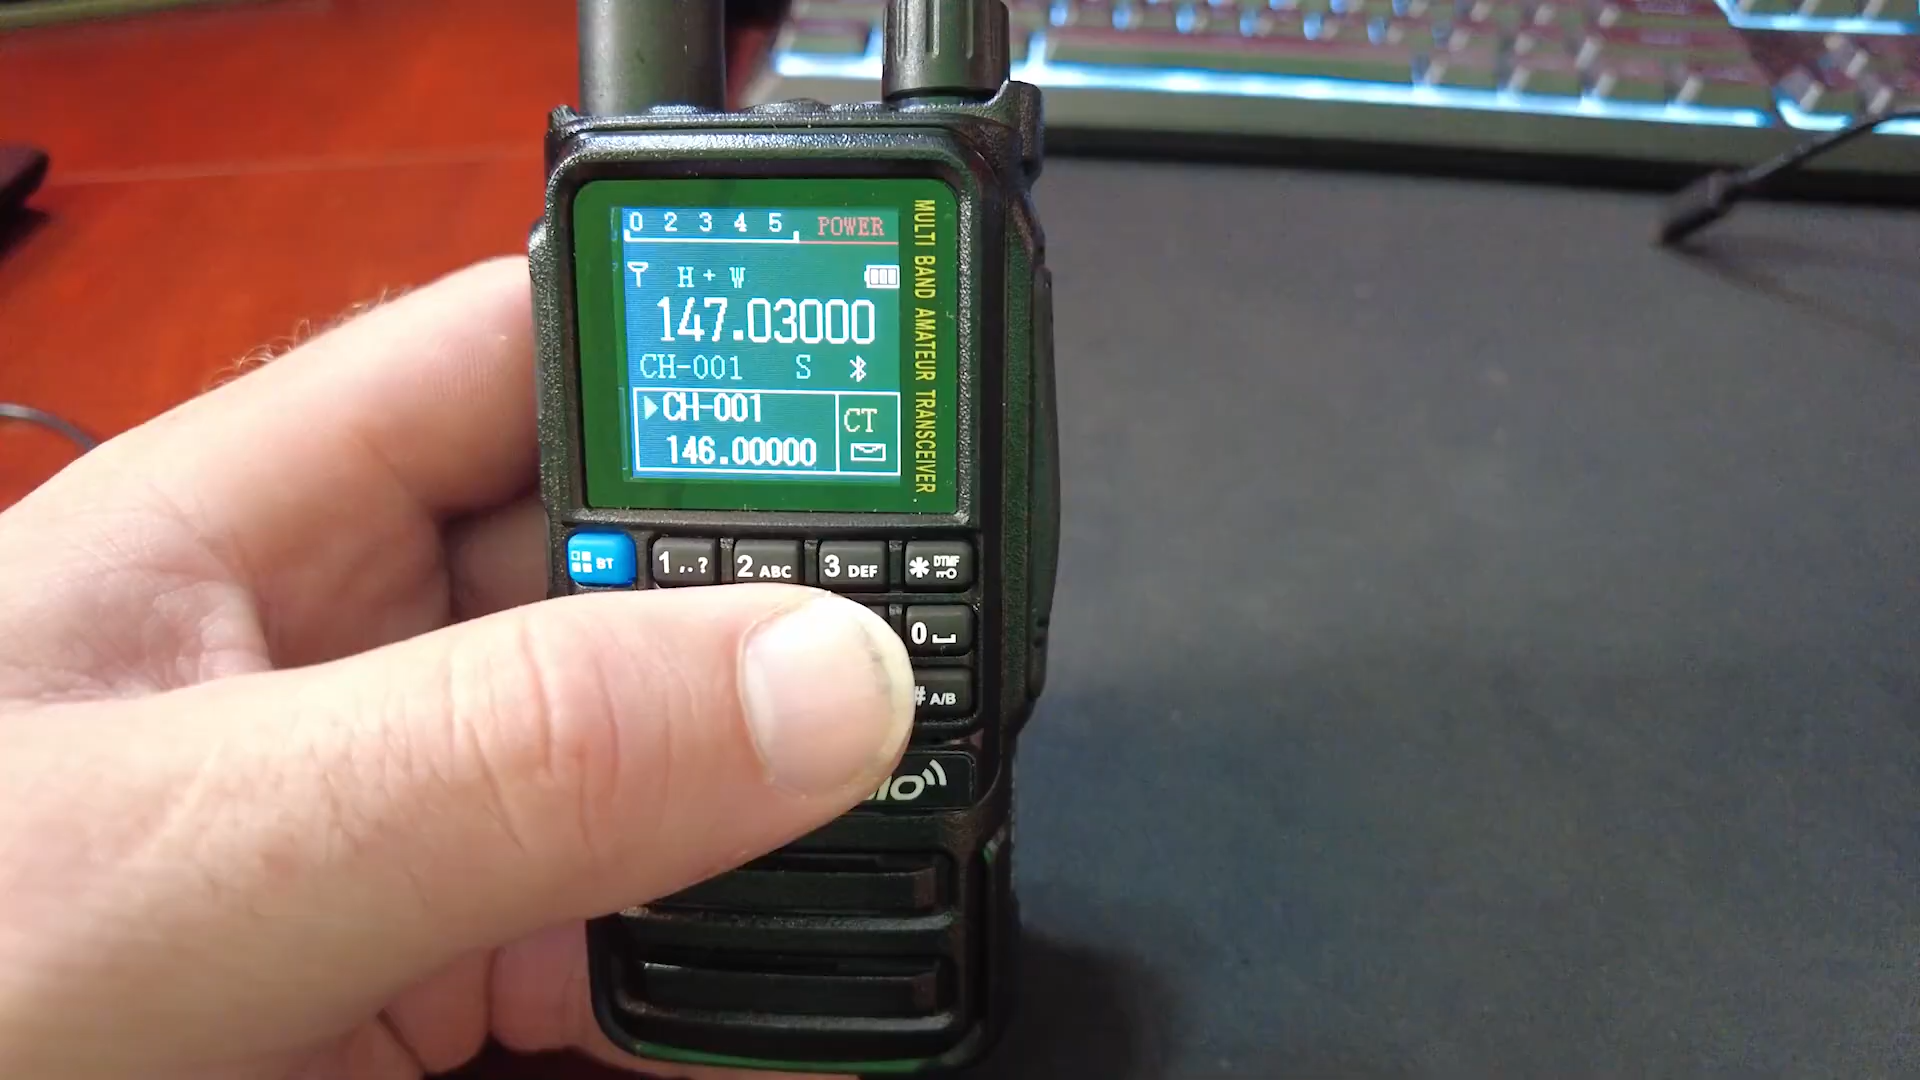 0 2 3 4 5 POWER
H + W
147.03000
CH-001 S
CH-001
146.00000
CT
MULTI BAND AMATEUR TRANSCEIVER
BT
1 ,.?
2 ABC
3 DEF
* DTMF
0
# A/B